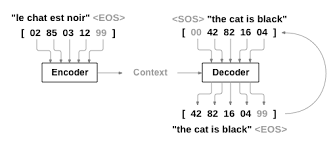 "le chat est noir" <EOS>
[ 02 85 03 12 99 ]
Encoder
Context
<SOS> "the cat is black"
[ 00 42 82 16 04 ]
Decoder
[ 42 82 16 04 99 ]
"the cat is black" <EOS>